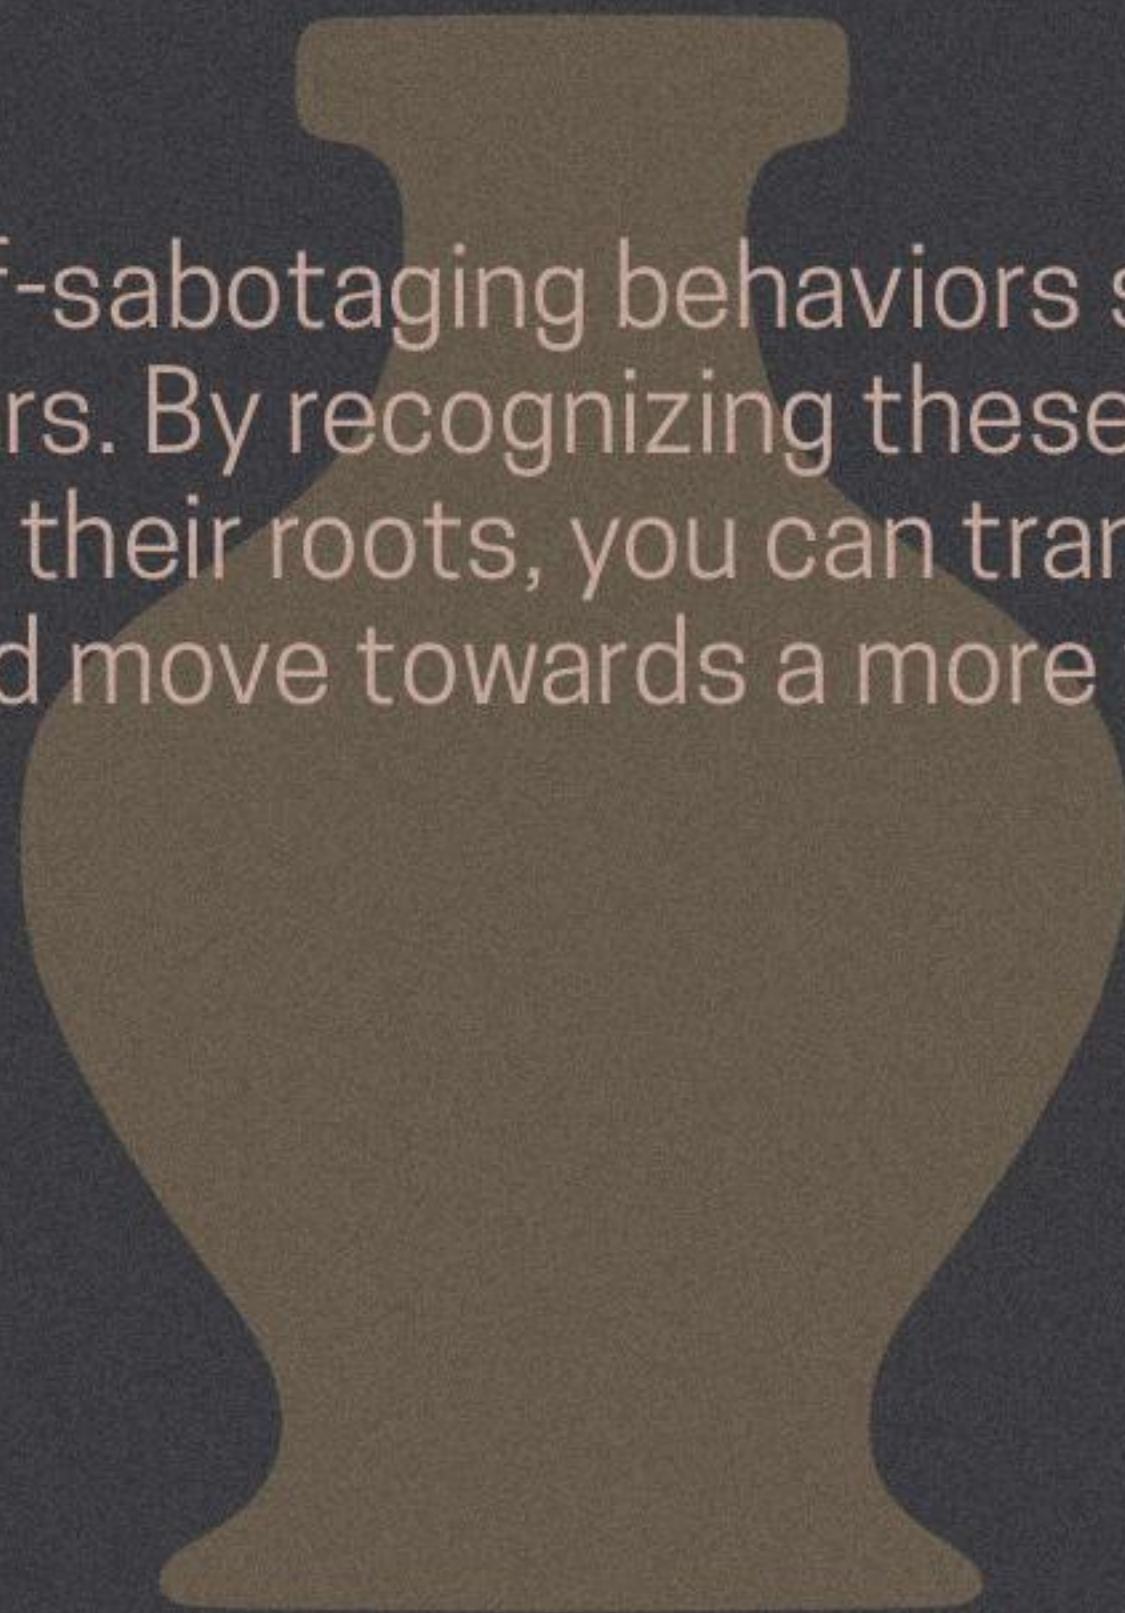 f-sabotaging behaviors s
rs. By recognizing these
their roots, you can tran
d move towards a more